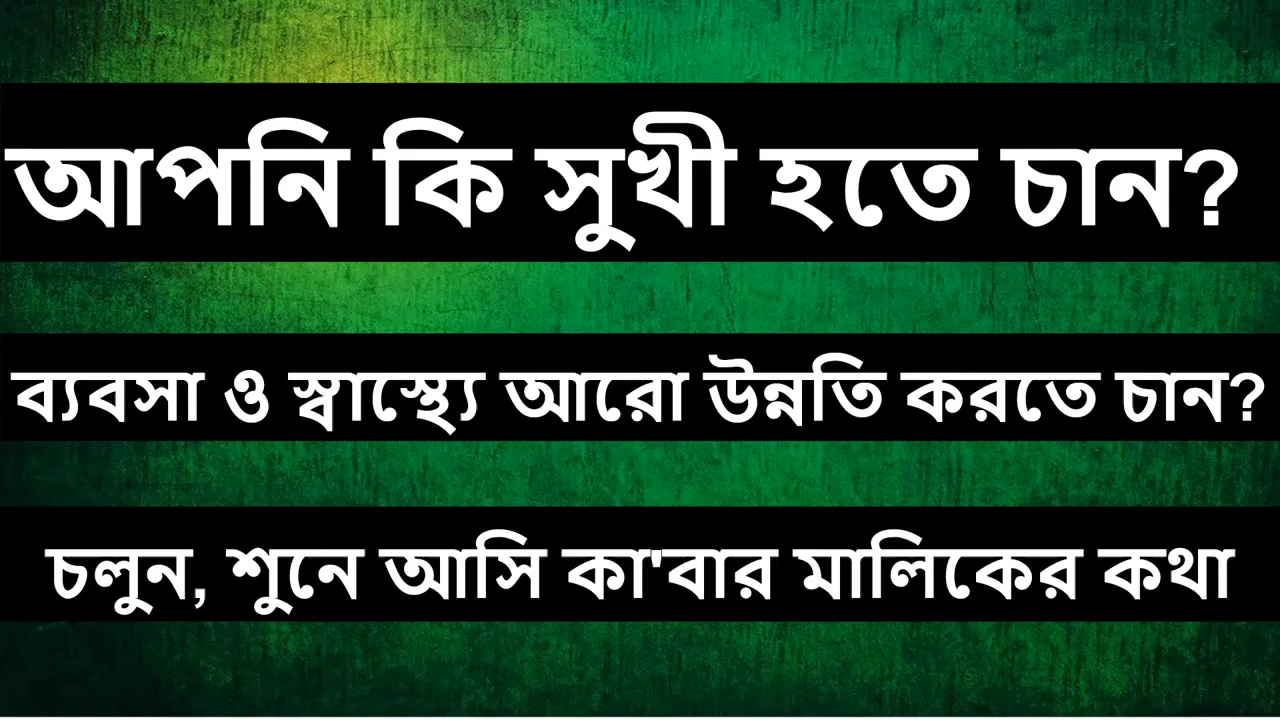 আপনি কি সুখী হতে চান?
ব্যবসা ও স্বাস্থ্যে আরো উন্নতি করতে চান?
চলুন, শুনে আসি কা'বার মালিকের কথা